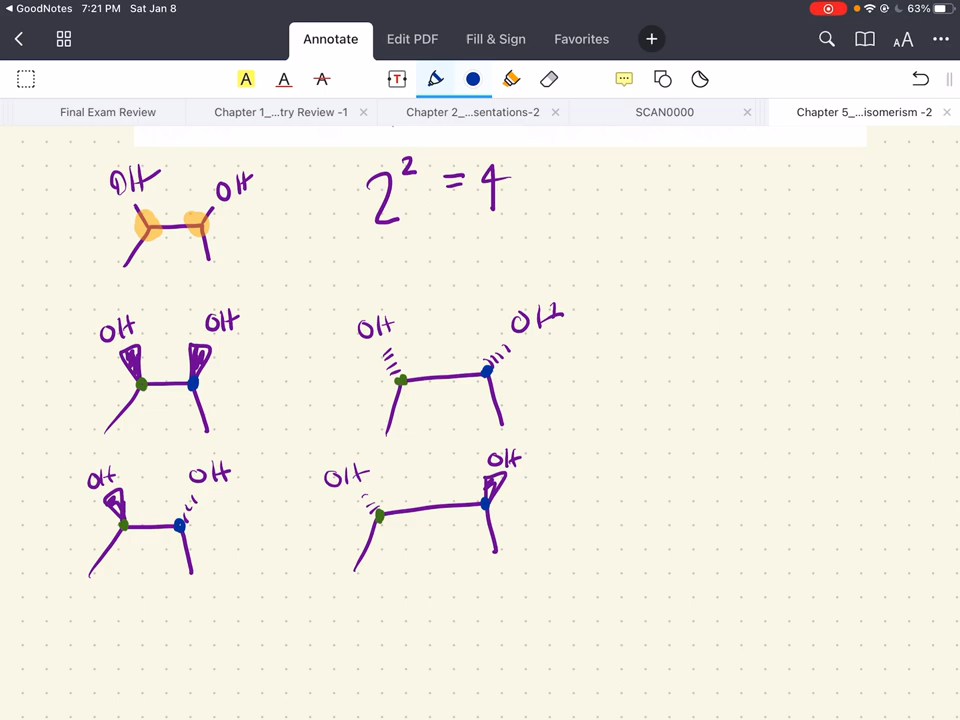 GoodNotes 7:21 PM Sat Jan 8 63%
Annotate Edit PDF Fill & Sign Favorites AA
A A A T
Final Exam Review Chapter 1_...try Review -1 Chapter 2_...sentations-2 SCAN0000 Chapter 5_...isomerism -2
OH OH 2² = 4
OH OH OH OH
OH OH OH OH